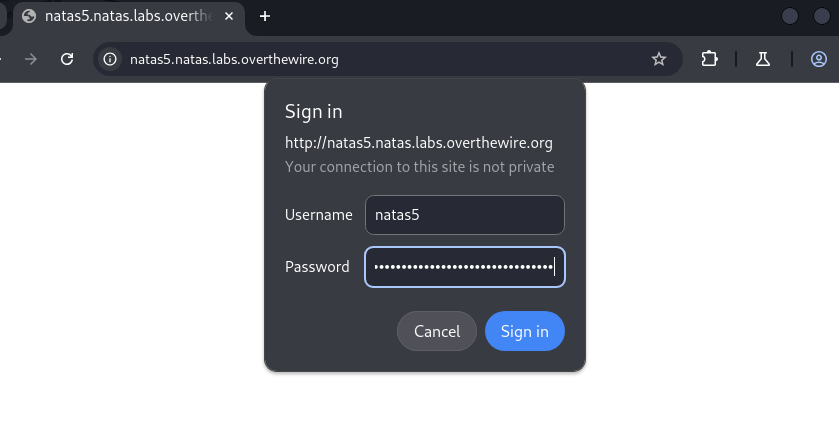 natas5.natas.labs.overthe
natas5.natas.labs.overthewire.org
Sign in
http://natas5.natas.labs.overthewire.org
Your connection to this site is not private
Username natas5
Password ••••••••••••••••••••••••••••••••
Cancel Sign in